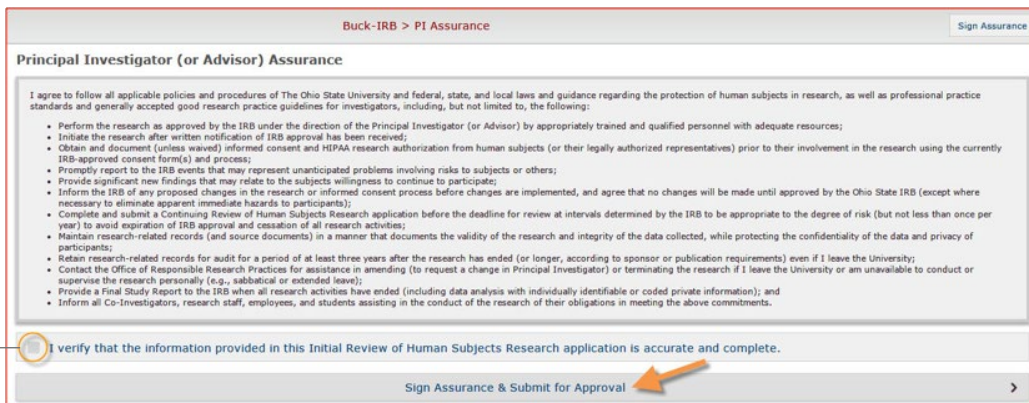 Buck-IRB > PI Assurance
Sign Assurance
Principal Investigator (or Advisor) Assurance
I agree to follow all applicable policies and procedures of The Ohio State University and federal, state, and local laws and guidance regarding the protection of human subjects in research, as well as professional practice
standards and generally accepted good research practice guidelines for investigators, including, but not limited to, the following:
• Perform the research as approved by the IRB under the direction of the Principal Investigator (or Advisor) by appropriately trained and qualified personnel with adequate resources;
• Initiate the research after written notification of IRB approval has been received;
• Obtain and document (unless waived) informed consent and HIPAA research authorization from human subjects (or their legally authorized representatives) prior to their involvement in the research using the currently
IRB-approved consent form(s) and process;
• Promptly report to the IRB events that may represent unanticipated problems involving risks to subjects or others;
• Provide significant new findings that may relate to the subjects willingness to continue to participate;
• Inform the IRB of any proposed changes in the research or informed consent process before changes are implemented, and agree that no changes will be made until approved by the Ohio State IRB (except where
necessary to eliminate apparent immediate hazards to participants);
• Complete and submit a Continuing Review of Human Subjects Research application before the deadline for review at intervals determined by the IRB to be appropriate to the degree of risk (but not less than once per
year) to avoid expiration of IRB approval and cessation of all research activities;
• Maintain research-related records (and source documents) in a manner that documents the validity of the research and integrity of the data collected, while protecting the confidentiality of the data and privacy of
participants;
• Retain research-related records for audit for a period of at least three years after the research has ended (or longer, according to sponsor or publication requirements) even if I leave the University;
• Contact the Office of Responsible Research Practices for assistance in amending (to request a change in Principal Investigator) or terminating the research if I leave the University or am unavailable to conduct or
supervise the research personally (e.g., sabbatical or extended leave);
• Provide a Final Study Report to the IRB when all research activities have ended (including data analysis with individually identifiable or coded private information); and
• Inform all Co-Investigators, research staff, employees, and students assisting in the conduct of the research of their obligations in meeting the above commitments.
I verify that the information provided in this Initial Review of Human Subjects Research application is accurate and complete.
Sign Assurance & Submit for Approval